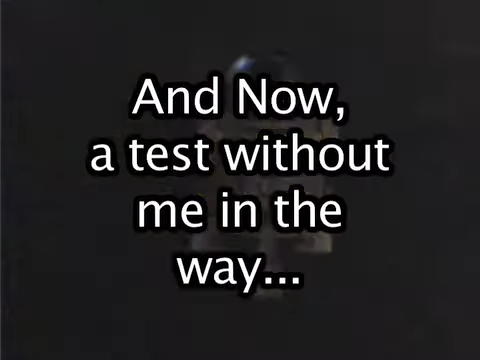 And Now,
a test without
me in the
way...